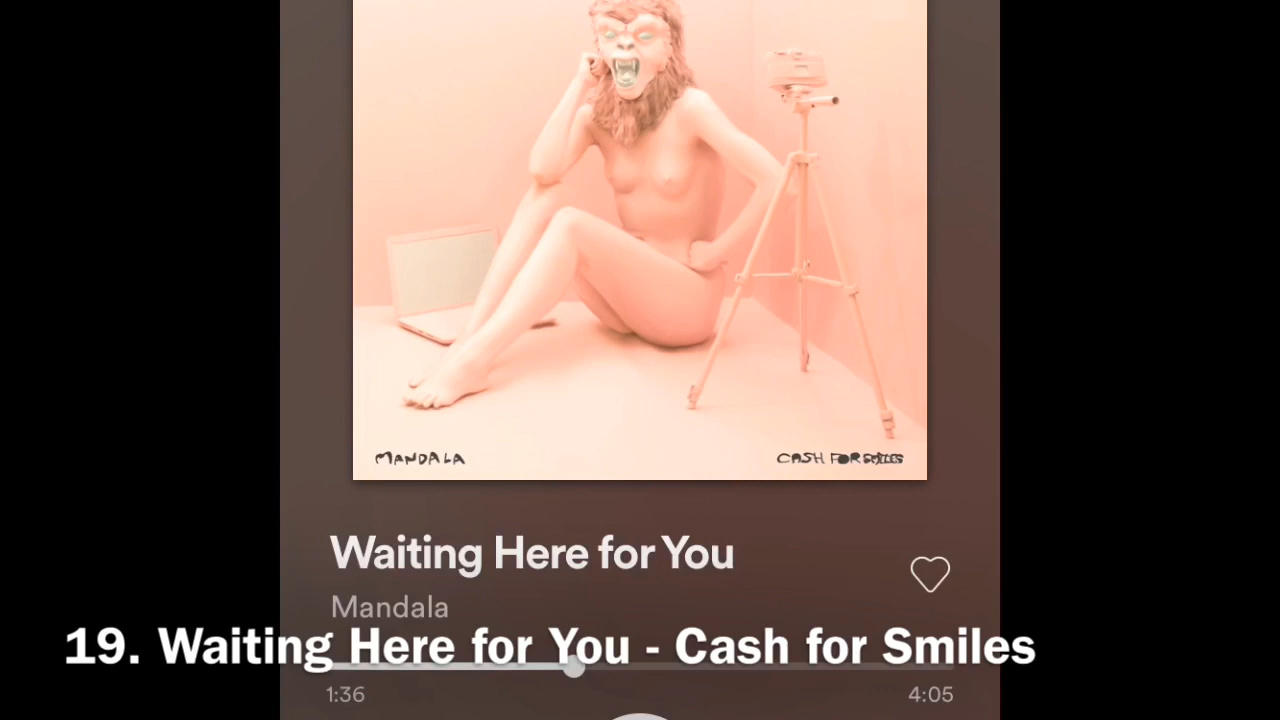 MANDALA
CASH FOR SMILES
Waiting Here for You
Mandala
19. Waiting Here for You - Cash for Smiles
1:36
4:05